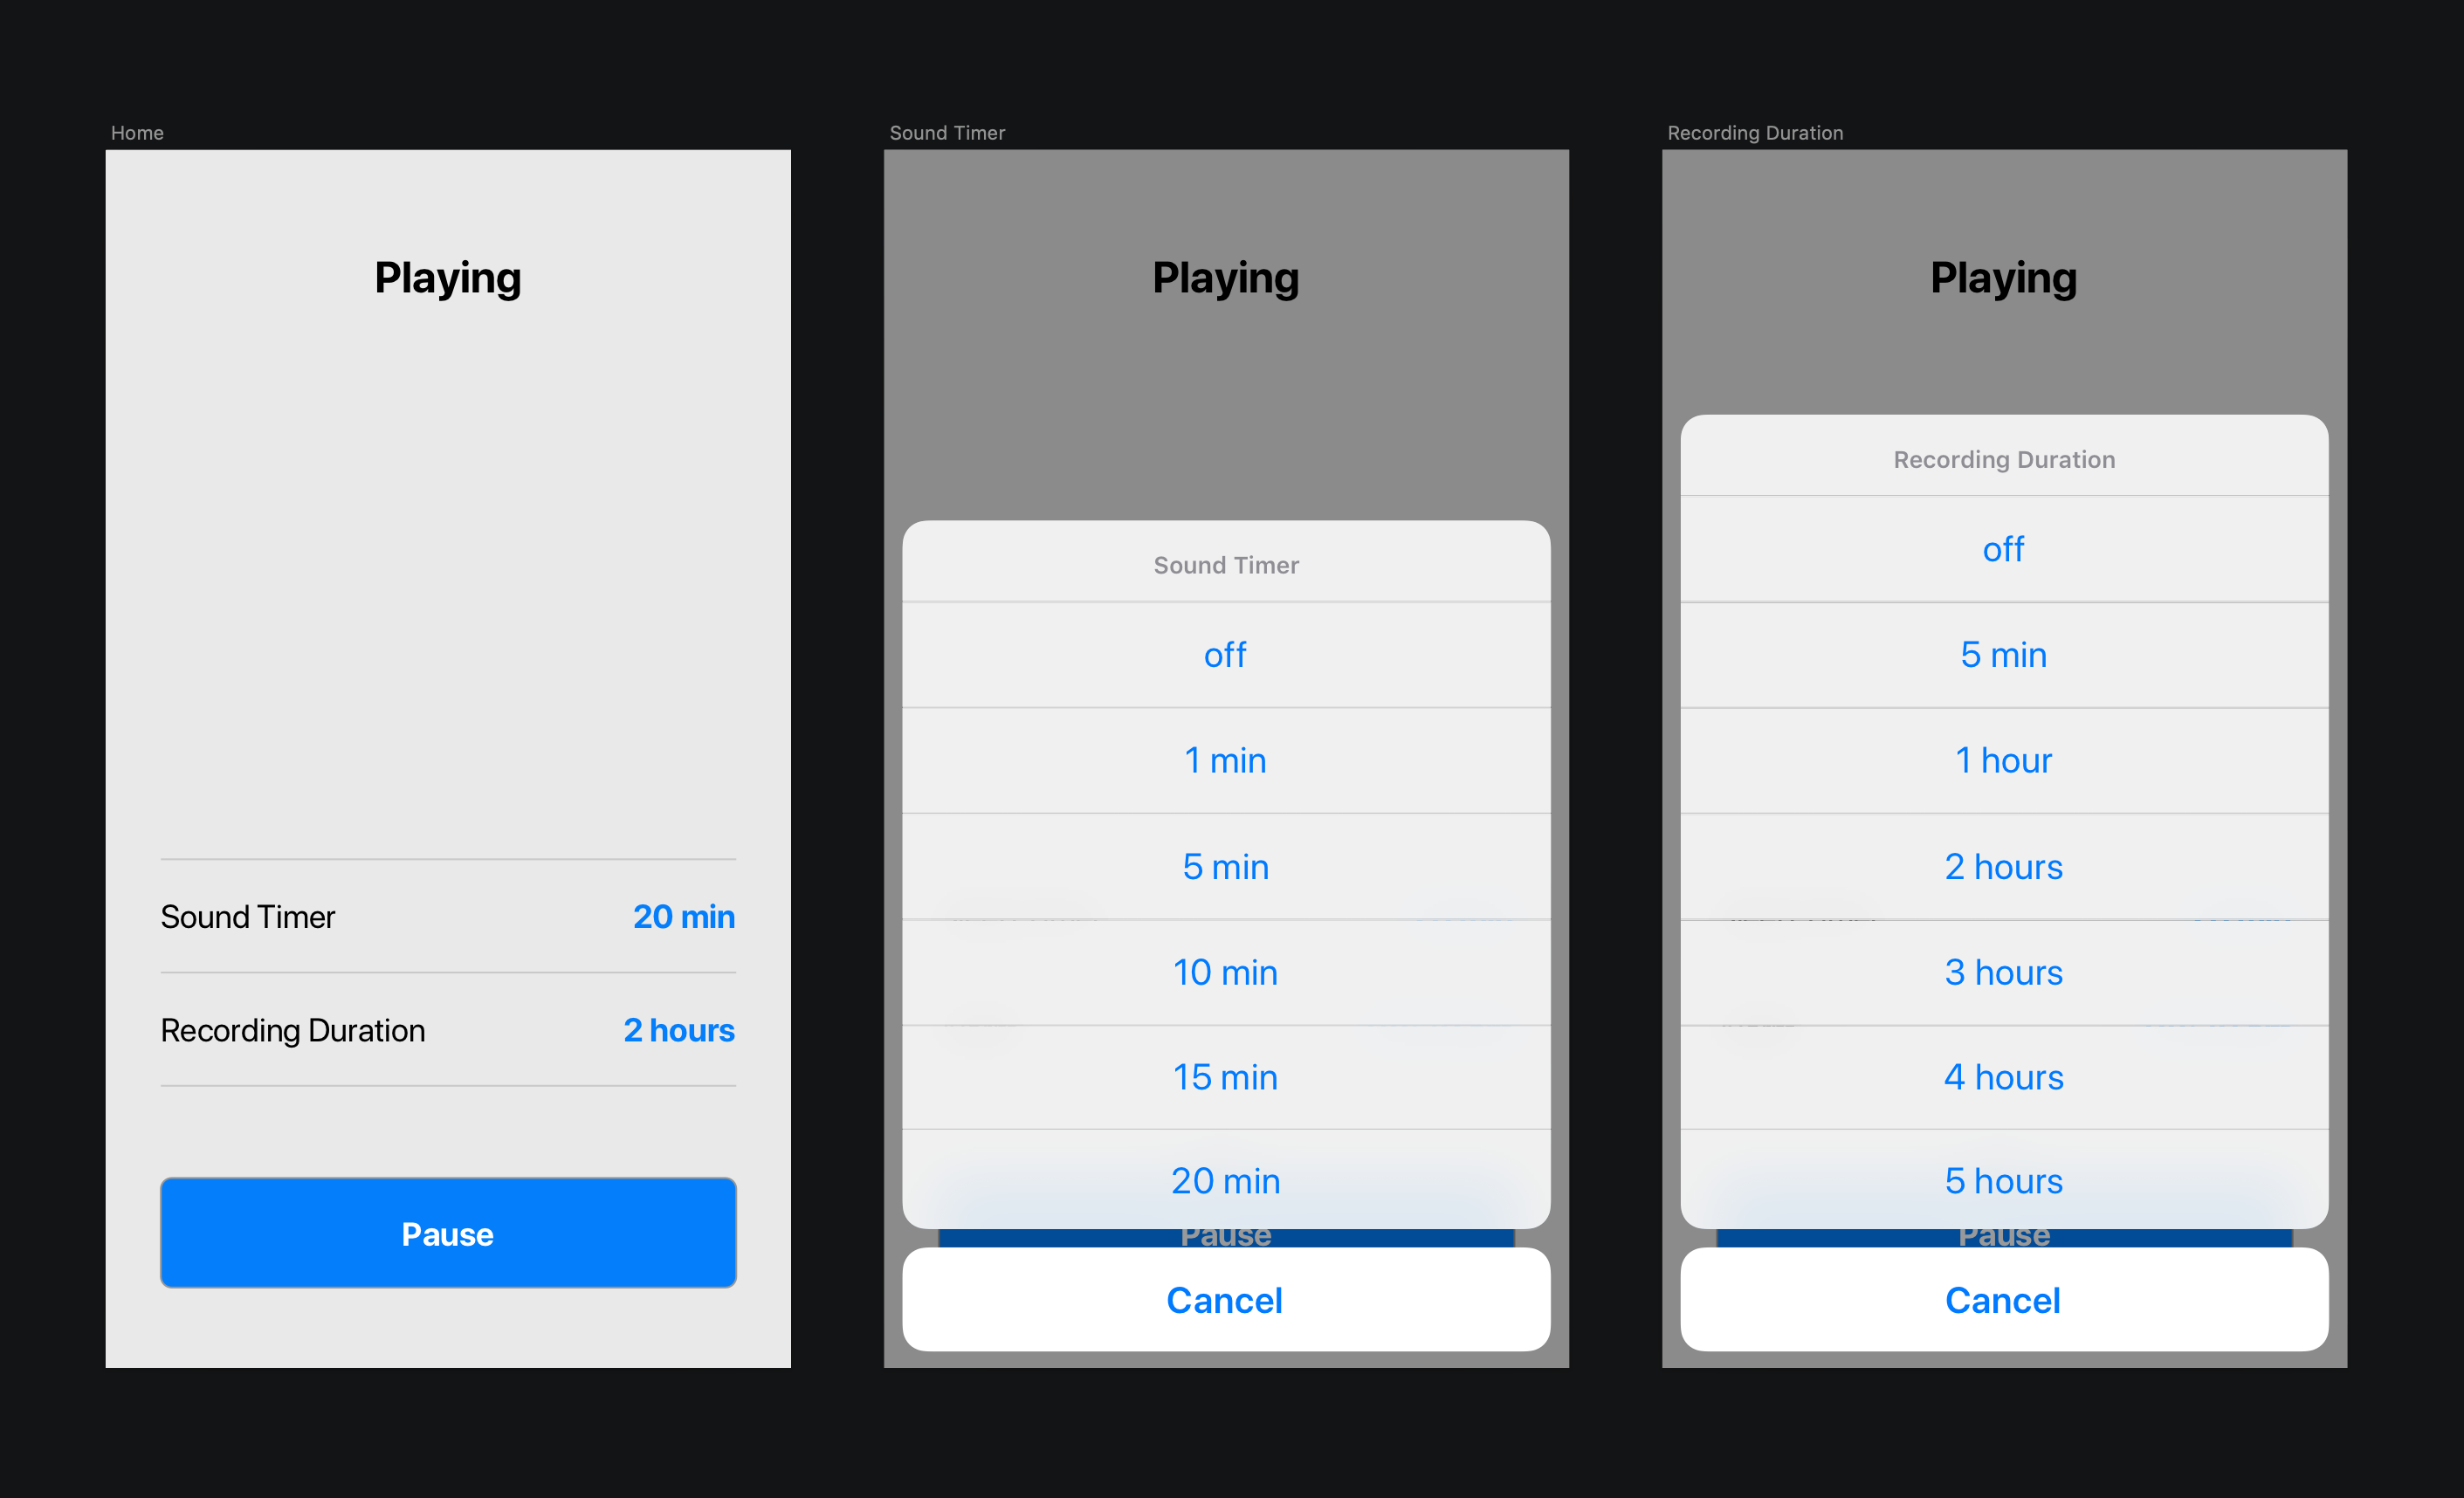 Home
Playing
Sound Timer 20 min
Recording Duration 2 hours
Pause
Sound Timer
Playing
Sound Timer
off
1 min
5 min
10 min
15 min
20 min
Pause
Cancel
Recording Duration
Playing
Recording Duration
off
5 min
1 hour
2 hours
3 hours
4 hours
5 hours
Pause
Cancel